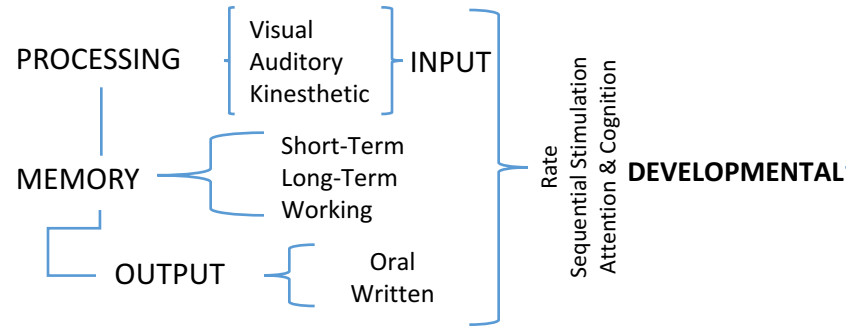 PROCESSING
Visual
Auditory
Kinesthetic
INPUT
MEMORY
Short-Term
Long-Term
Working
OUTPUT
Oral
Written
Rate
Sequential Stimulation
Attention & Cognition
DEVELOPMENTAL